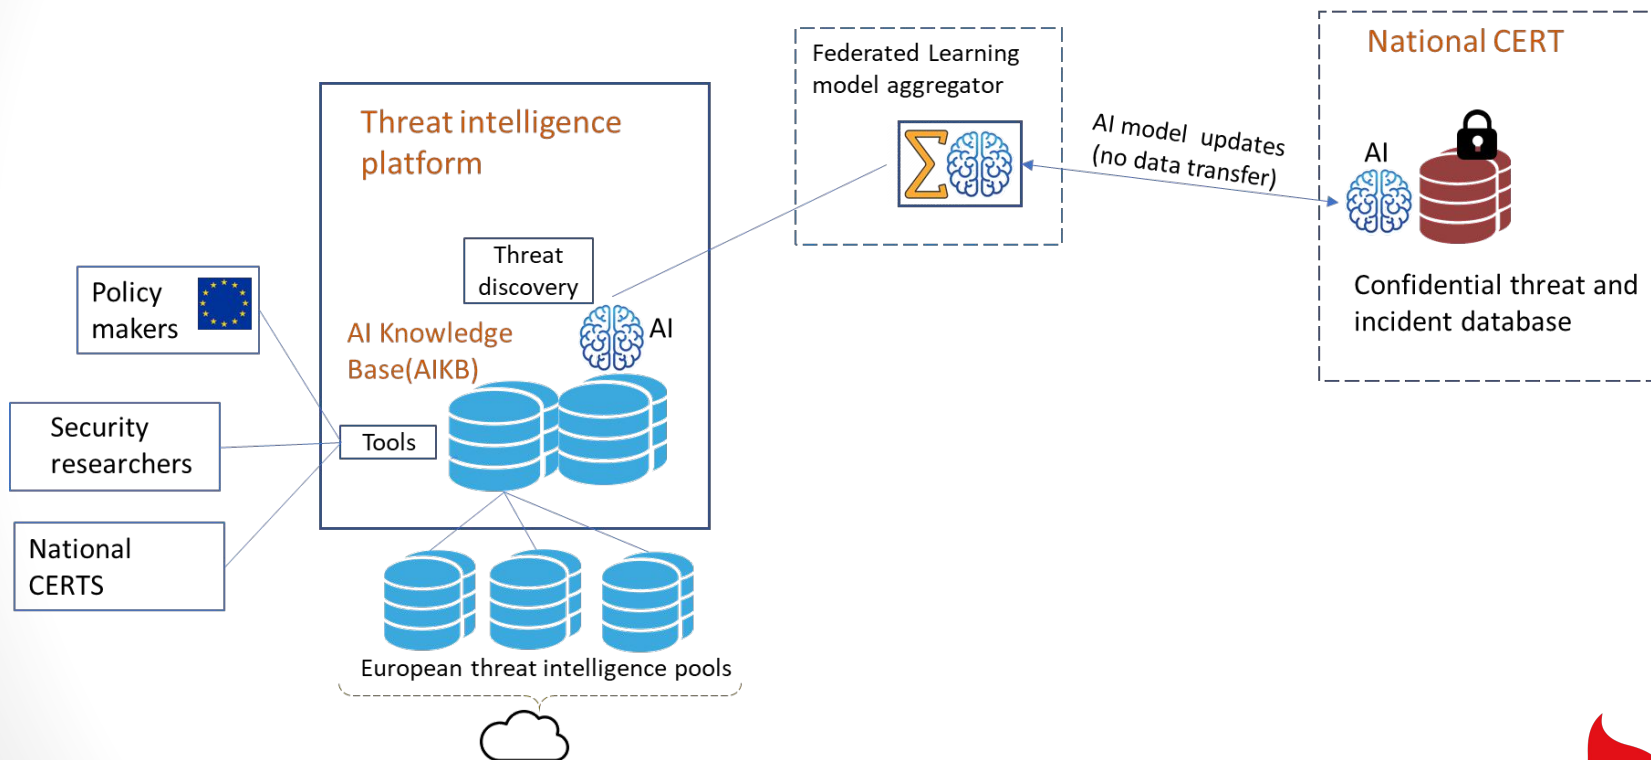 Federated Learning
model aggregator
National CERT
Threat intelligence
platform
AI model  updates
(no data transfer)
AI
Threat
discovery
Policy
makers
Confidential threat and
incident database
AI Knowledge
Base(AIKB)
AI
Security
researchers
Tools
National
CERTS
European threat intelligence pools